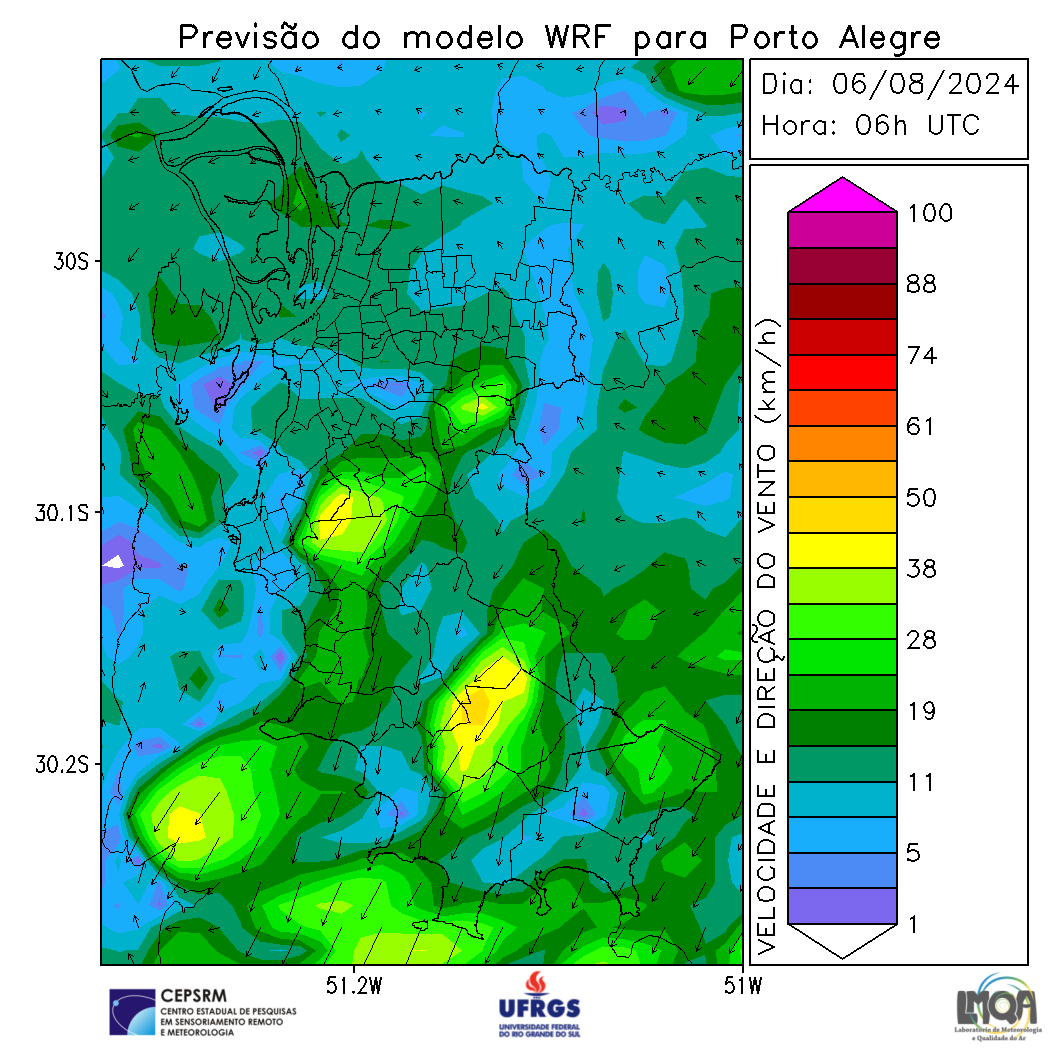 Previsão do modelo WRF para Porto Alegre
Dia: 06/08/2024
Hora: 06h UTC
30S
30.1S
30.2S
51.2W
51W
VELOCIDADE E DIREÇÃO DO VENTO (km/h)
100
88
74
61
50
38
28
19
11
5
1
CEPSRM
CENTRO ESTADUAL DE PESQUISAS
EM SENSORIAMENTO REMOTO
E METEOROLOGIA
UFRGS
UNIVERSIDADE FEDERAL
DO RIO GRANDE DO SUL
LMQA
Laboratório de Meteorologia
e Qualidade do Ar